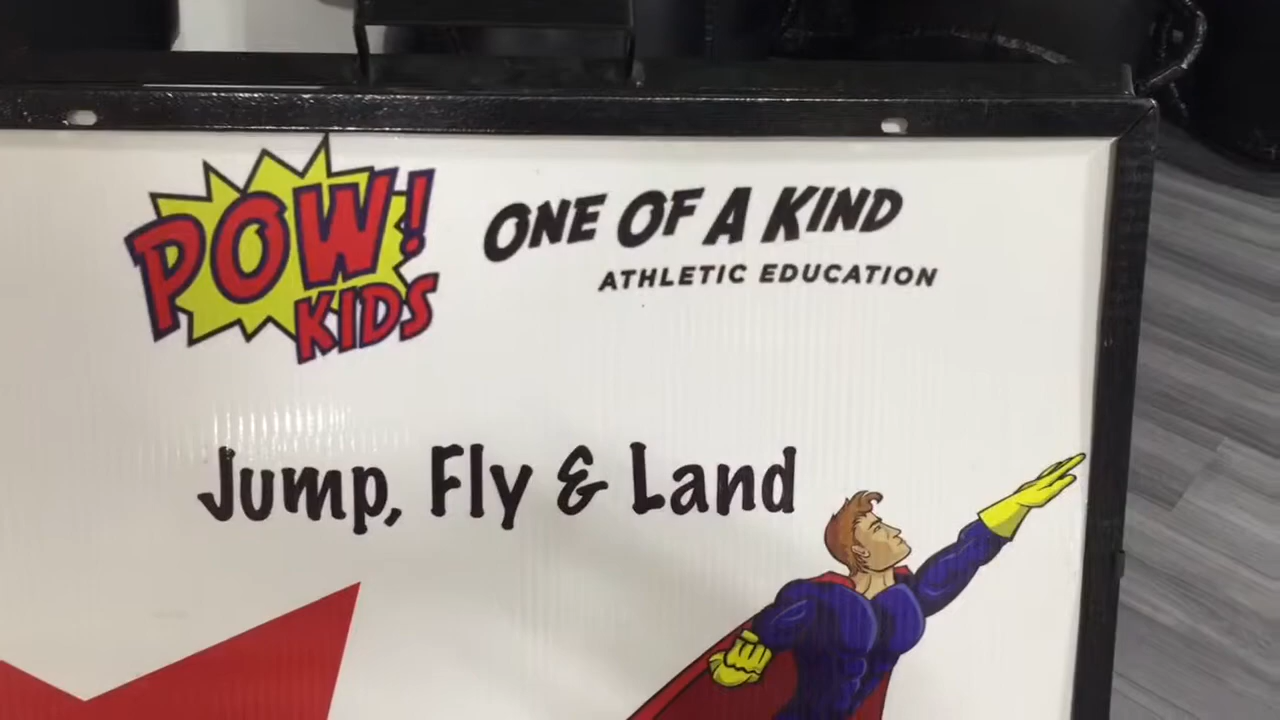 POW!
KIDS
ONE OF A KIND
ATHLETIC EDUCATION
Jump, Fly & Land